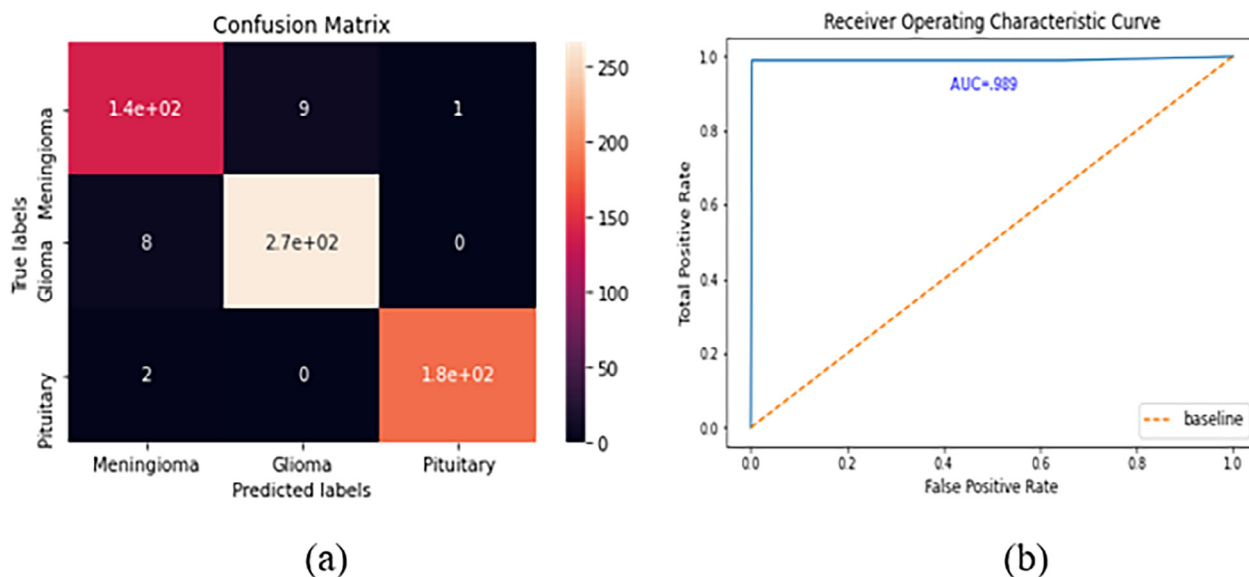 Confusion Matrix
True labels
Meningioma
Glioma
Pituitary
1.4e+02 9 1
8 2.7e+02 0
2 0 1.8e+02
250
200
150
100
50
0
Meningioma Glioma Pituitary
Predicted labels
(a)
Receiver Operating Characteristic Curve
Total Positive Rate
1.0
0.8
0.6
0.4
0.2
0.0
AUC=.989
baseline
0.0 0.2 0.4 0.6 0.8 1.0
False Positive Rate
(b)